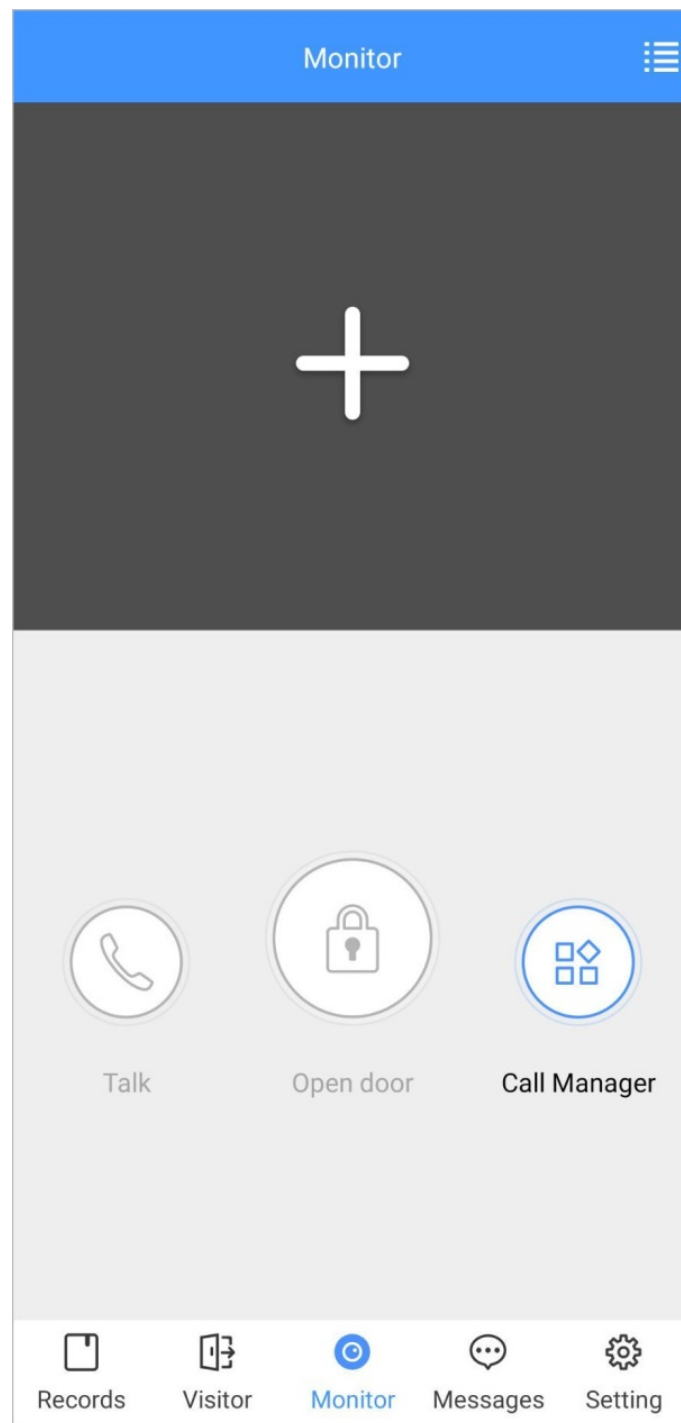 Monitor
Talk
Open door
Call Manager
Records
Visitor
Monitor
Messages
Setting